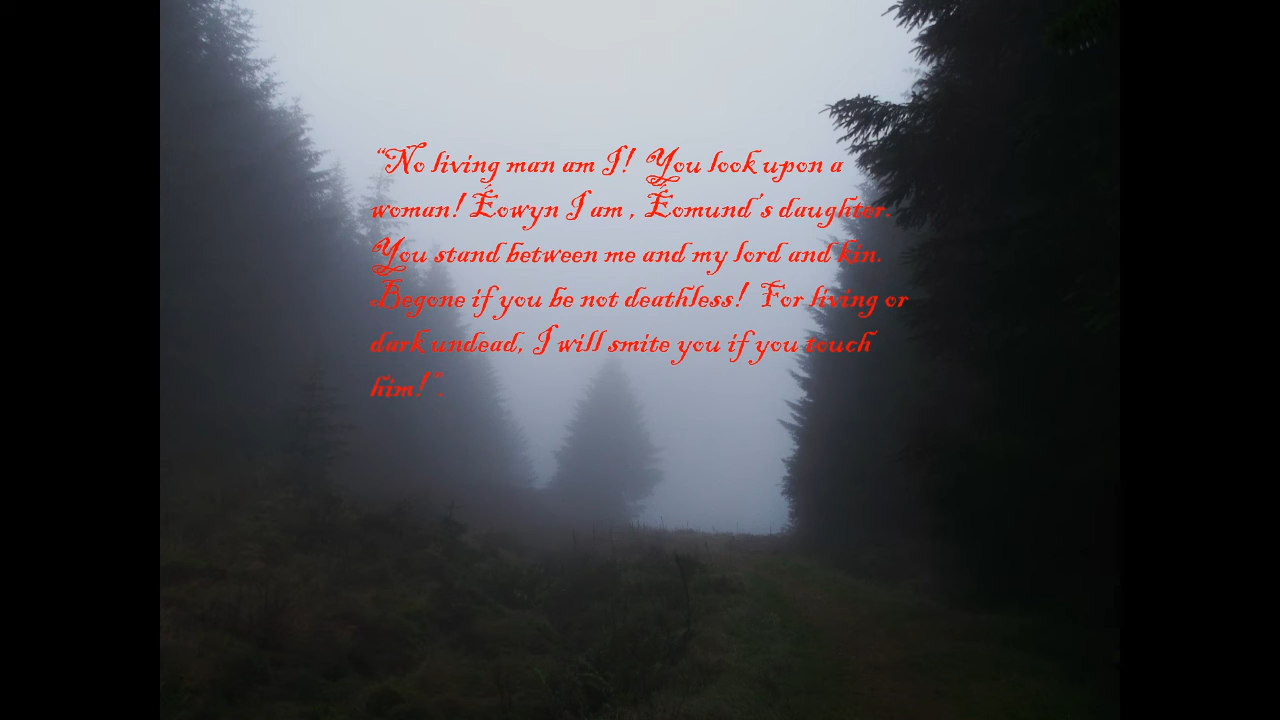 “No living man am I! You look upon a
woman! Éowyn I am , Éomund's daughter.
You stand between me and my lord and kin.
Begone if you be not deathless! For living or
dark undead, I will smite you if you touch
him!”.